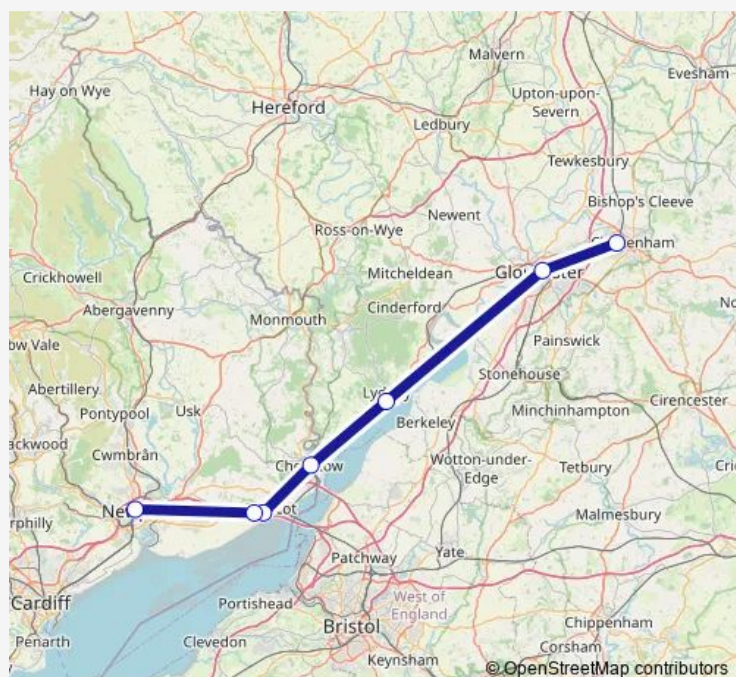 Malvern
Evesham
Hay on Wye
Upton-upon-
Severn
Hereford
Ledbury
Tewkesbury
Bishop's Cleeve
Newent
Ross-on-Wye
Mitcheldean
Crickhowell
Cinderford
Abergavenny
Monmouth
Painswick
Stonehouse
Abertillery
Usk
Pontypool
Berkeley
Minchinhampton
Cirencester
Cwmbrân
Wotton-under-
Edge
Tetbury
Malmesbury
Patchway
Yate
Cardiff
Portishead
West of
England
Chippenham
Penarth
Clevedon
Bristol
Keynsham
Corsham
© OpenStreetMap contributors